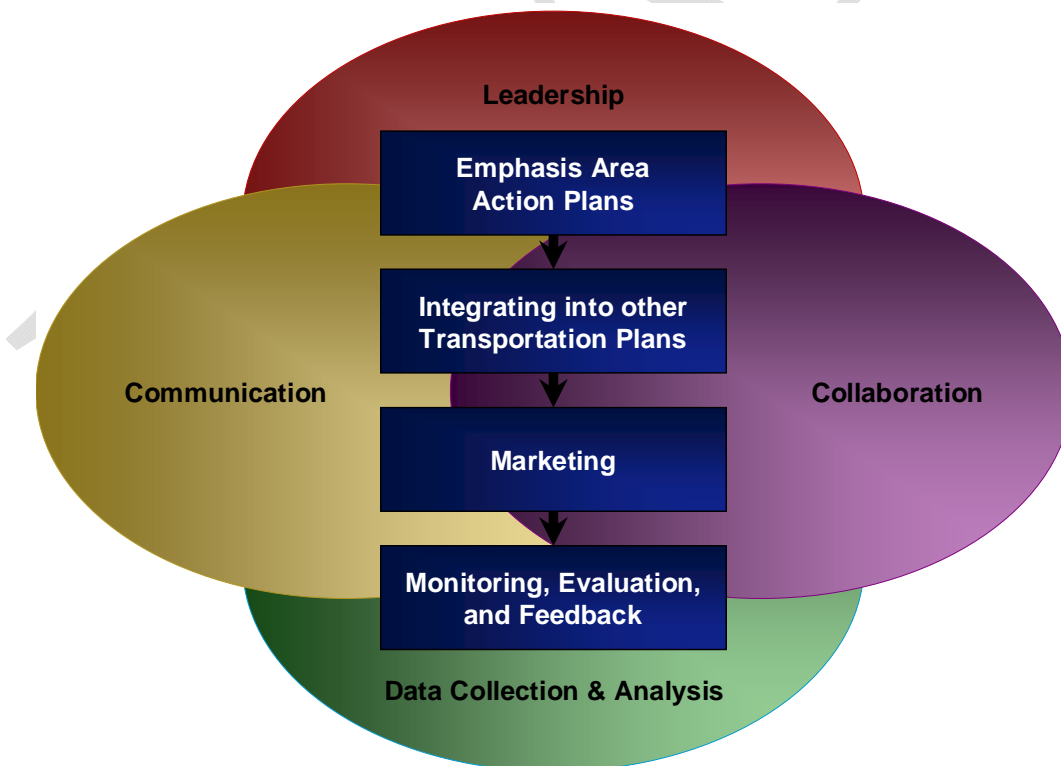 Leadership
Emphasis Area
Action Plans
Integrating into other
Transportation Plans
Communication
Collaboration
Marketing
Monitoring, Evaluation,
and Feedback
Data Collection & Analysis